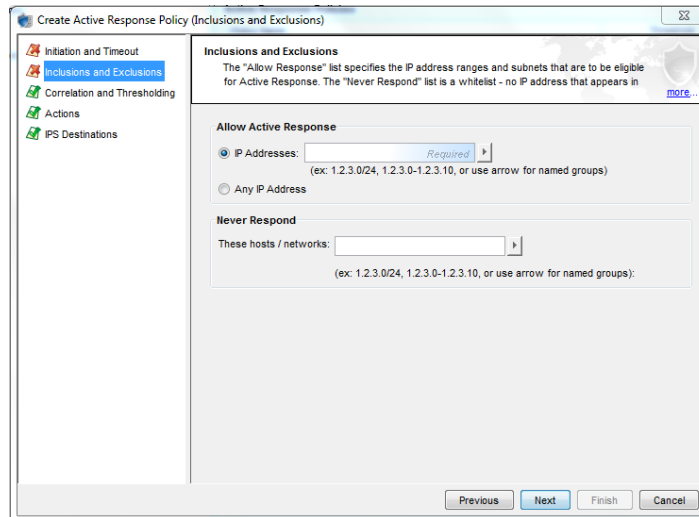 Create Active Response Policy (Inclusions and Exclusions)
Initiation and Timeout
Inclusions and Exclusions
Correlation and Thresholding
Actions
IPS Destinations
Inclusions and Exclusions
The "Allow Response" list specifies the IP address ranges and subnets that are to be eligible
for Active Response. The "Never Respond" list is a whitelist - no IP address that appears in
more...
Allow Active Response
IP Addresses: Required
(ex: 1.2.3.0/24, 1.2.3.0-1.2.3.10, or use arrow for named groups)
Any IP Address
Never Respond
These hosts / networks:
(ex: 1.2.3.0/24, 1.2.3.0-1.2.3.10, or use arrow for named groups):
Previous Next Finish Cancel